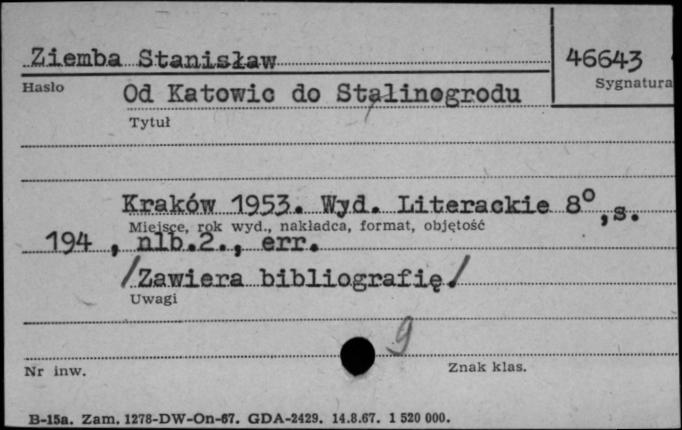 Ziemba Stanisław
46643
Hasło
Sygnatura
Od Katowic do Stalinogrodu
Tytuł
Kraków 1953. Wyd. Literackie 8°, s.
Miejsce, rok wyd., nakładca, format, objętość
194 , nlb.2., err.
/Zawiera bibliografię/
Uwagi
9
Nr inw.
Znak klas.
B-15a. Zam. 1278-DW-On-67. GDA-2429. 14.8.67. 1 520 000.